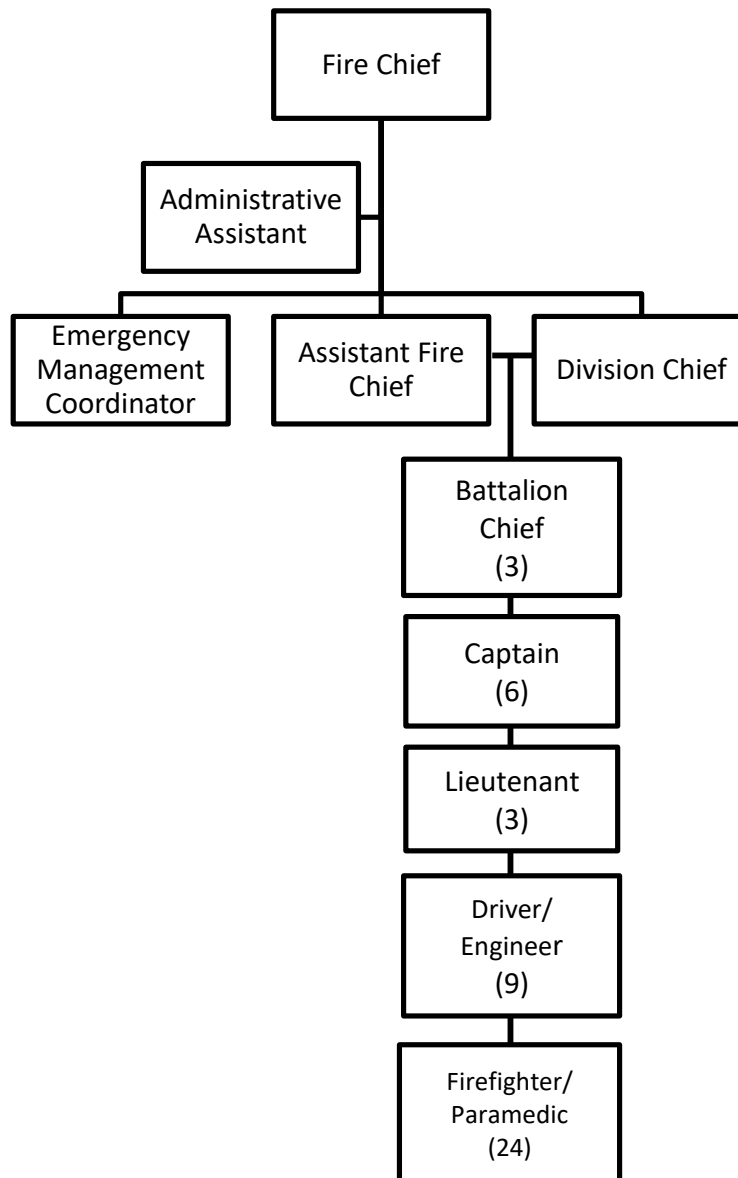 Fire Chief
Administrative
Assistant
Emergency
Management
Coordinator
Assistant Fire
Chief
Division Chief
Battalion
Chief
(3)
Captain
(6)
Lieutenant
(3)
Driver/
Engineer
(9)
Firefighter/
Paramedic
(24)